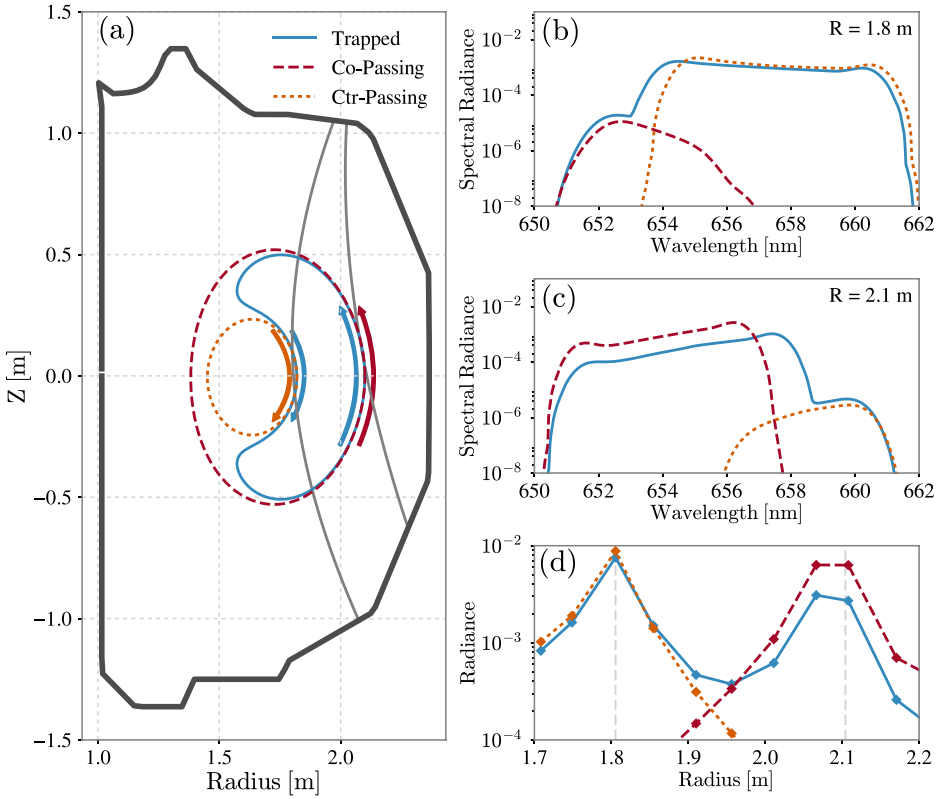 (a)
Trapped
Co-Passing
Ctr-Passing
1.5
1.0
0.5
0.0
−0.5
−1.0
−1.5
Z [m]
1.0 1.5 2.0
Radius [m]
(b)
R = 1.8 m
Spectral Radiance
10−2
10−4
10−6
10−8
650 652 654 656 658 660 662
Wavelength [nm]
(c)
R = 2.1 m
Spectral Radiance
10−2
10−4
10−6
10−8
650 652 654 656 658 660 662
Wavelength [nm]
(d)
Radiance
10−2
10−3
10−4
1.7 1.8 1.9 2.0 2.1 2.2
Radius [m]